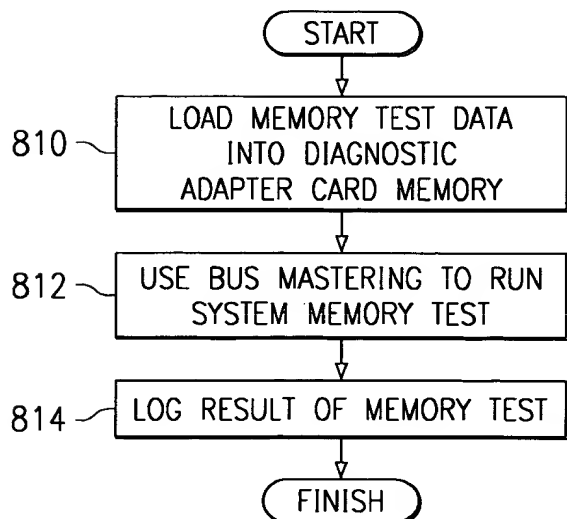 START
810
LOAD MEMORY TEST DATA
INTO DIAGNOSTIC
ADAPTER CARD MEMORY
812
USE BUS MASTERING TO RUN
SYSTEM MEMORY TEST
814
LOG RESULT OF MEMORY TEST
FINISH